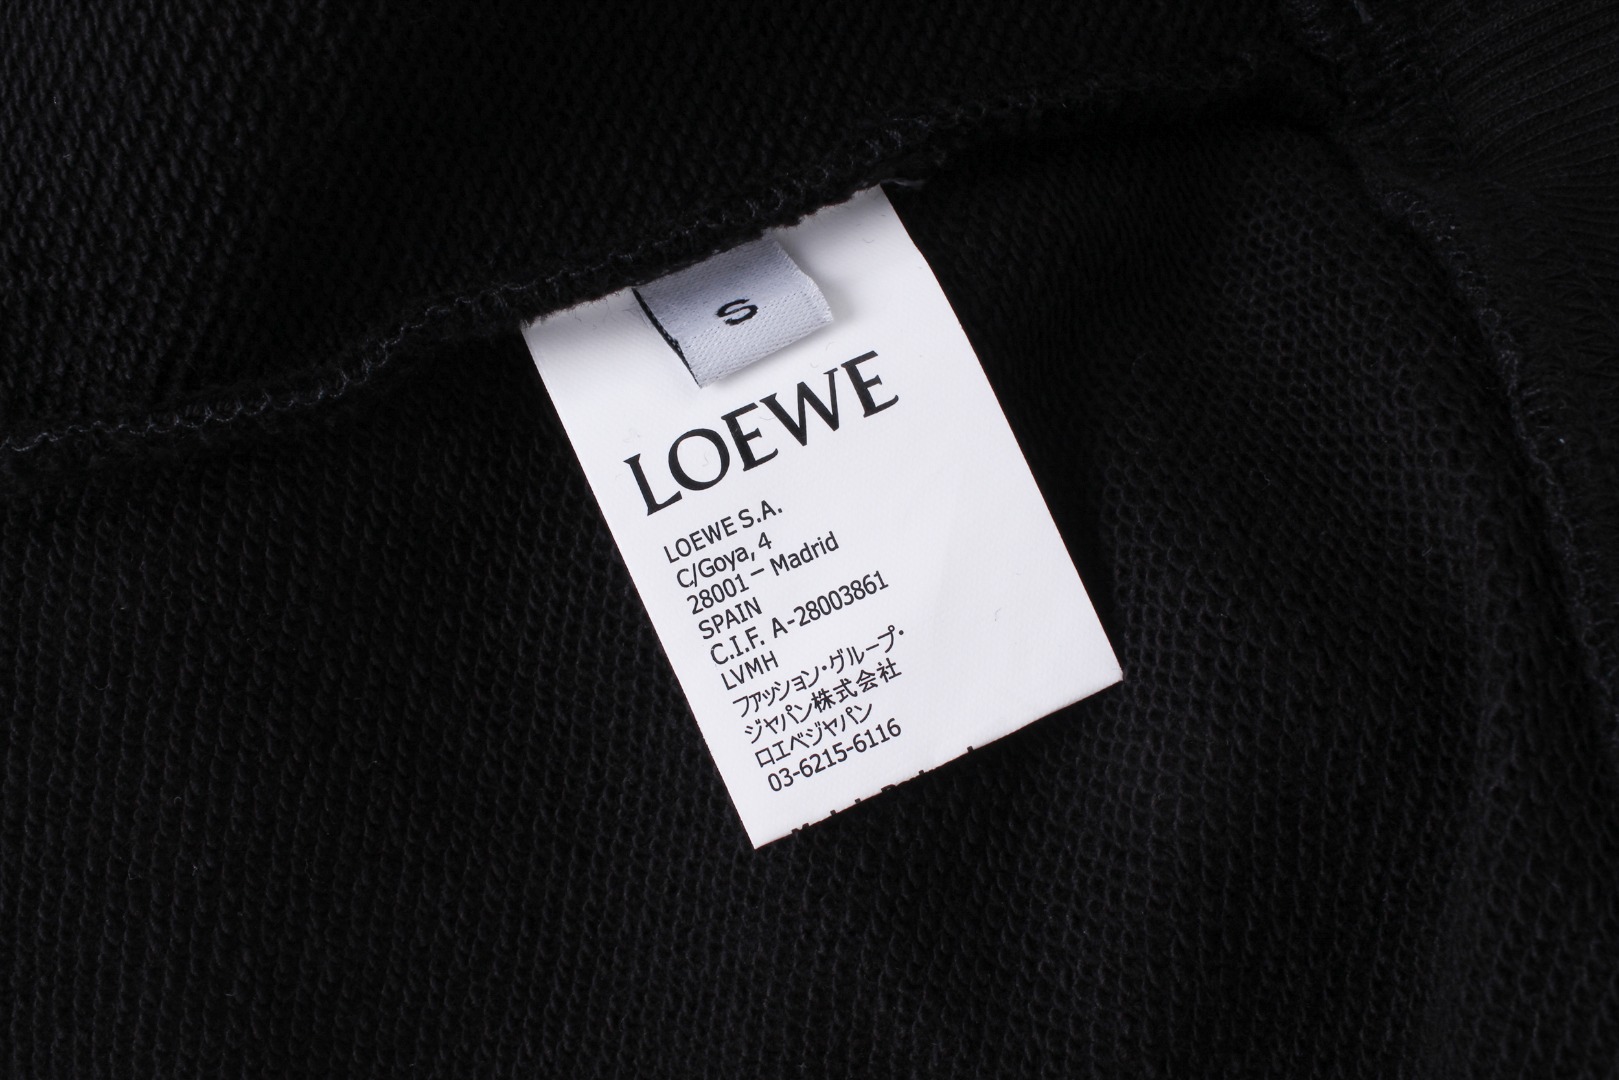 S
LOEWE
LOEWE S.A.
C/Goya, 4
28001 – Madrid
SPAIN
C.I.F. A-28003861
LVMH
ファッション・グループ・
ジャパン株式会社
ロエベジャパン
03-6215-6116